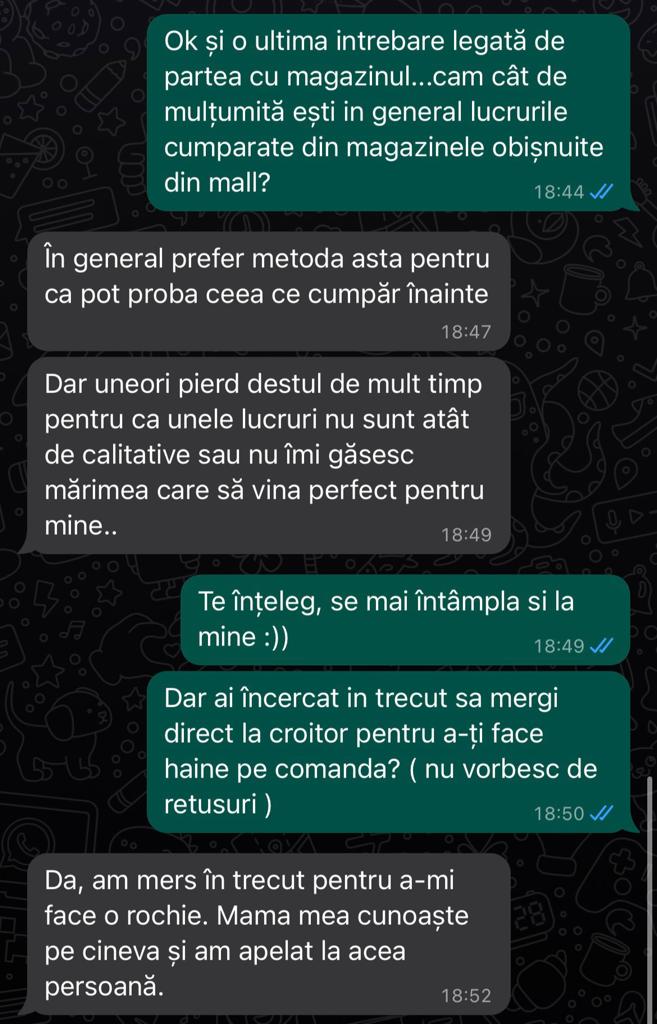 Ok și o ultima intrebare legată de
partea cu magazinul...cam cât de
mulțumită ești in general lucrurile
cumparate din magazinele obișnuite
din mall?
18:44
În general prefer metoda asta pentru
ca pot proba ceea ce cumpăr înainte
18:47
Dar uneori pierd destul de mult timp
pentru ca unele lucruri nu sunt atât
de calitative sau nu îmi găsesc
mărimea care să vina perfect pentru
mine..
18:49
Te înțeleg, se mai întâmpla si la
mine :))
18:49
Dar ai încercat in trecut sa mergi
direct la croitor pentru a-ți face
haine pe comanda? ( nu vorbesc de
retusuri )
18:50
Da, am mers în trecut pentru a-mi
face o rochie. Mama mea cunoaște
pe cineva și am apelat la acea
persoană.
18:52